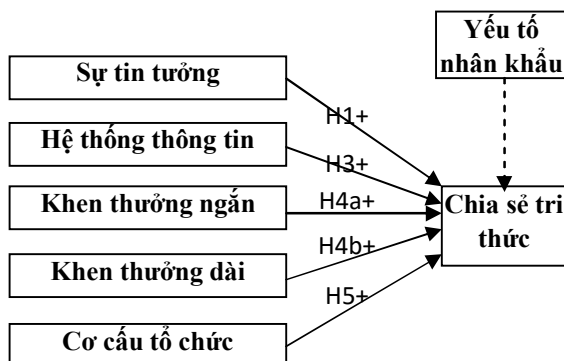 Yếu tố
nhân khẩu
Sự tin tưởng
H1+
Hệ thống thông tin
H3+
Khen thưởng ngắn
H4a+
Chia sẻ tri
thức
H4b+
Khen thưởng dài
H5+
Cơ cấu tổ chức